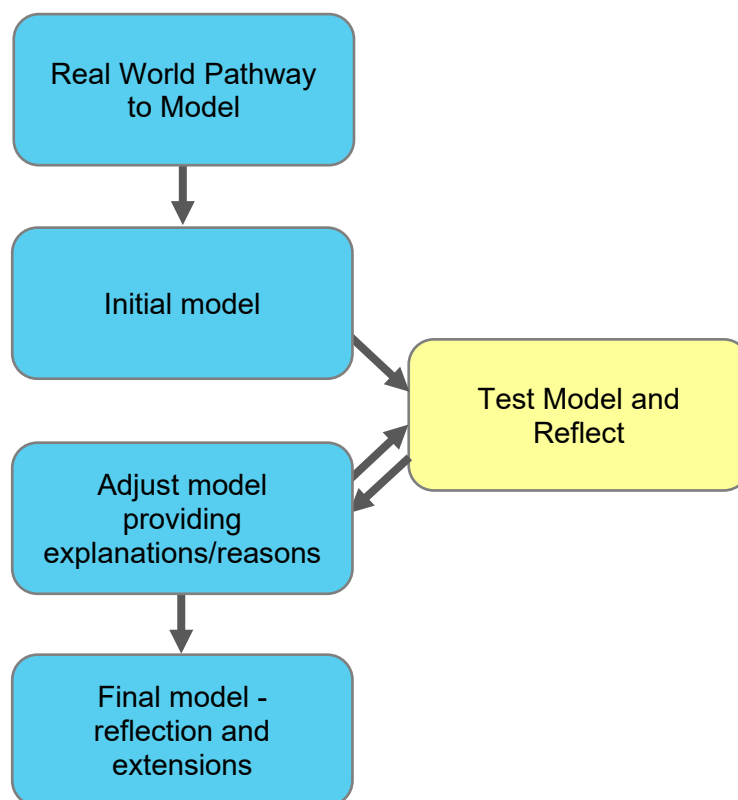 Real World Pathway
to Model
Initial model
Test Model and
Reflect
Adjust model
providing
explanations/reasons
Final model -
reflection and
extensions